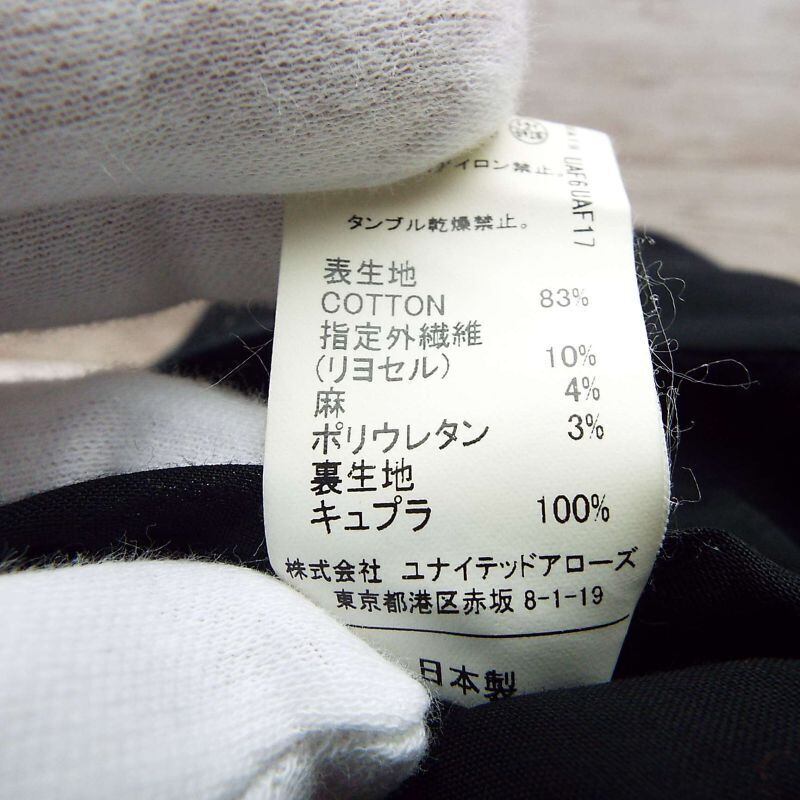 アイロン禁止。
タンブル乾燥禁止。
UAF6UAF17
表生地
COTTON 83%
指定外繊維
(リヨセル) 10%
麻 4%
ポリウレタン 3%
裏生地
キュプラ 100%
株式会社 ユナイテッドアローズ
東京都港区赤坂 8-1-19
日本製